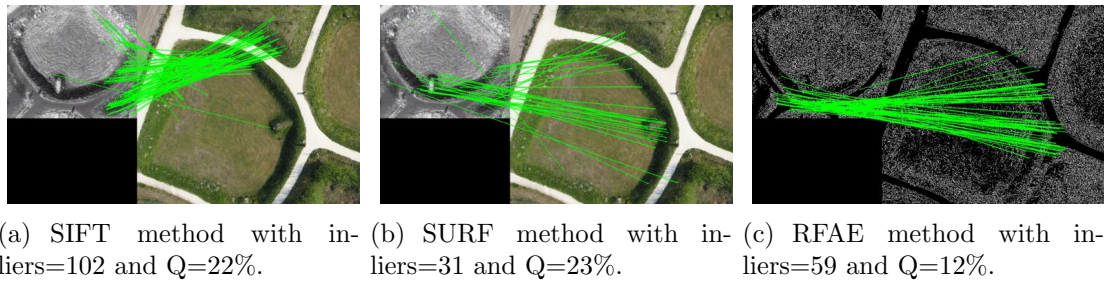 (a) SIFT method with in-
liers=102 and Q=22%.
(b) SURF method with in-
liers=31 and Q=23%.
(c) RFAE method with in-
liers=59 and Q=12%.